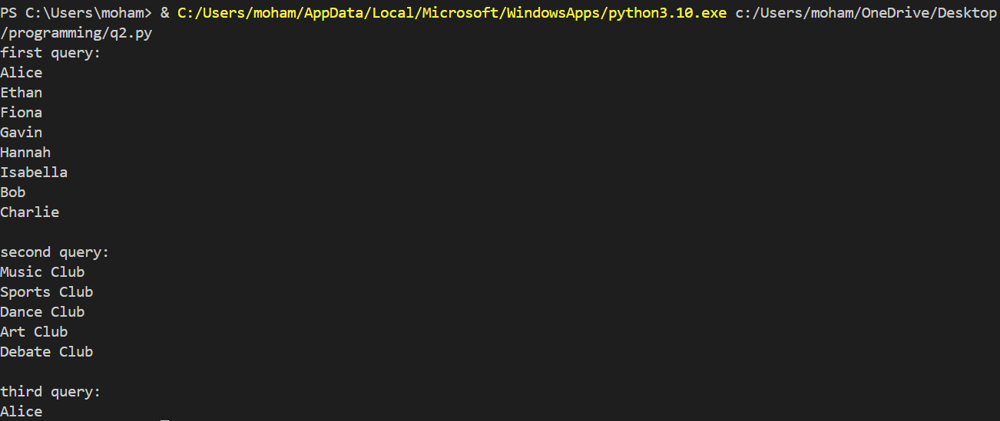 PS C:\Users\moham> & C:/Users/moham/AppData/Local/Microsoft/WindowsApps/python3.10.exe c:/Users/moham/OneDrive/Desktop
/programming/q2.py
first query:
Alice
Ethan
Fiona
Gavin
Hannah
Isabella
Bob
Charlie

second query:
Music Club
Sports Club
Dance Club
Art Club
Debate Club

third query:
Alice